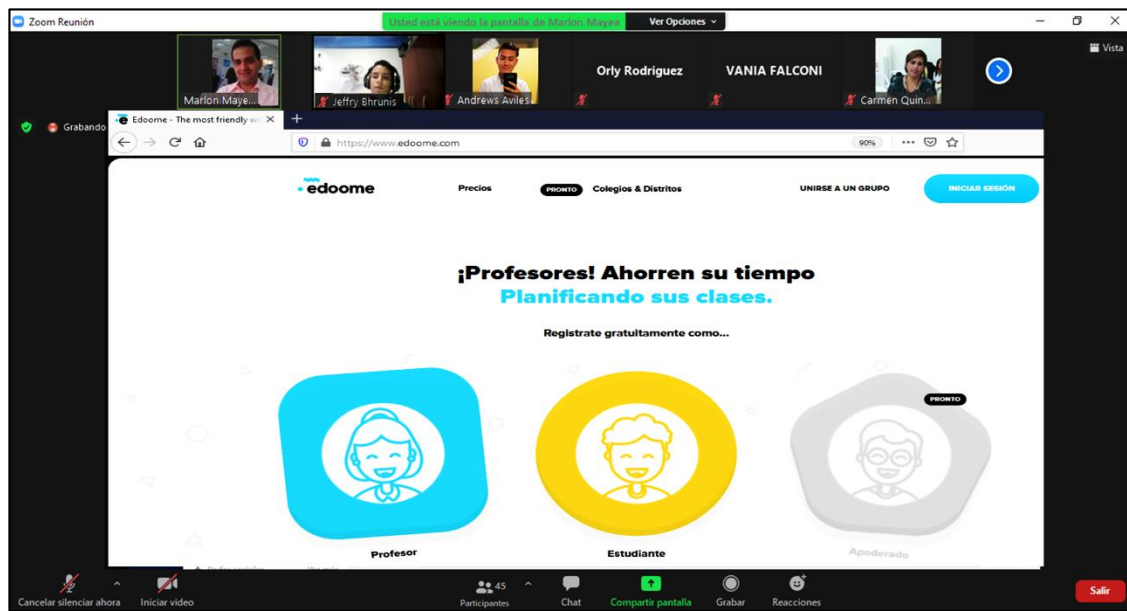 Zoom Reunión
Usted está viendo la pantalla de Marlon Mayea
Ver Opciones
Vista
Marlon Maye...
Jeffry Bhrunis
Andrews Aviles
Orly Rodriguez
VANIA FALCONI
Carmen Quin...
Grabando
Edoome - The most friendly
https://www.edoome.com
90%
edoome
Precios
PRONTO
Colegios & Distritos
UNIRSE A UN GRUPO
INICIAR SESIÓN
¡Profesores! Ahorren su tiempo
Planificando sus clases.
Registrate gratuitamente como...
PRONTO
Profesor
Estudiante
Apoderado
Cancelar silenciar ahora
Iniciar video
45
Participantes
Chat
Compartir pantalla
Grabar
Reacciones
Salir